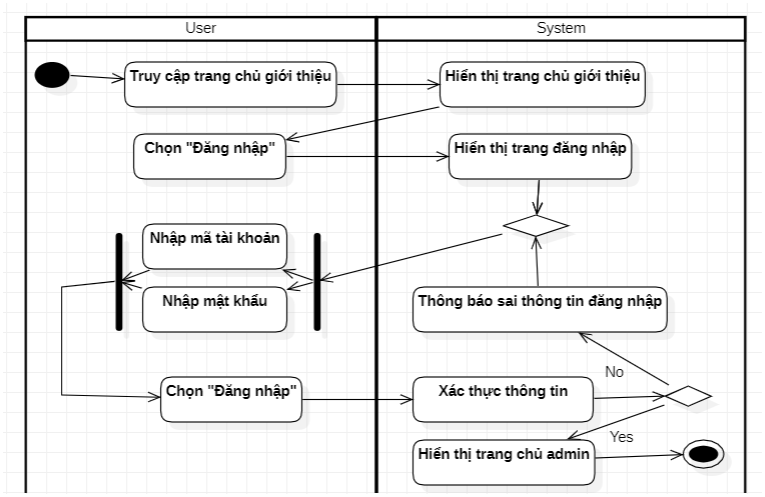 User
System
Truy cập trang chủ giới thiệu
Hiển thị trang chủ giới thiệu
Chọn "Đăng nhập"
Hiển thị trang đăng nhập
Nhập mã tài khoản
Nhập mật khẩu
Thông báo sai thông tin đăng nhập
No
Chọn "Đăng nhập"
Xác thực thông tin
Yes
Hiển thị trang chủ admin